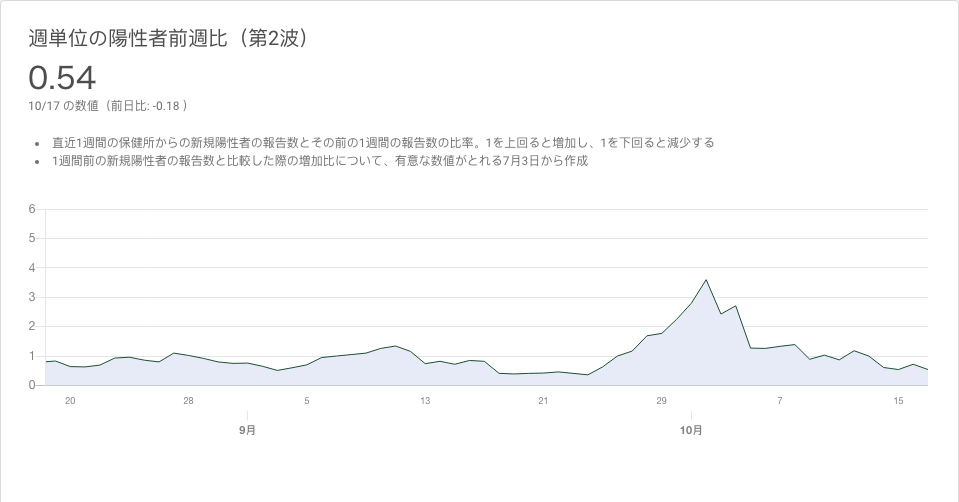 週単位の陽性者前週比（第2波）
0.54
10/17 の数値（前日比: -0.18 ）
• 直近1週間の保健所からの新規陽性者の報告数とその前の1週間の報告数の比率。1を上回ると増加し、1を下回ると減少する
• 1週間前の新規陽性者の報告数と比較した際の増加比について、有意な数値がとれる7月3日から作成
6
5
4
3
2
1
0
20 28 5 13 21 29 7 15
9月 10月